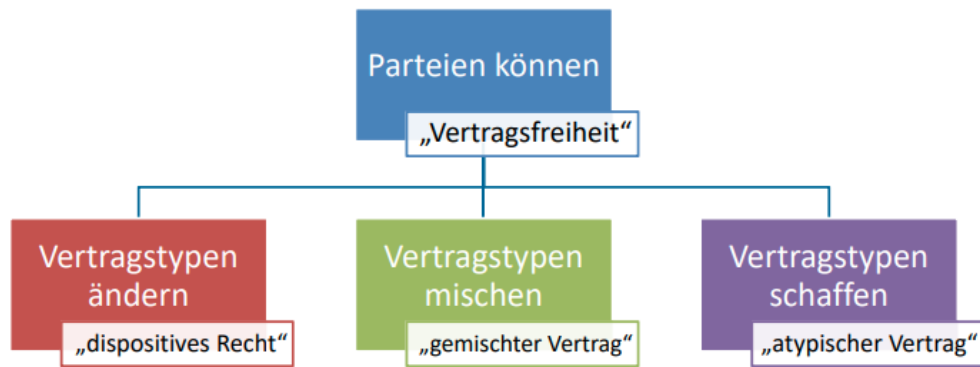 Parteien können
„Vertragsfreiheit“
Vertragstypen
ändern
„dispositives Recht“
Vertragstypen
mischen
„gemischter Vertrag“
Vertragstypen
schaffen
„atypischer Vertrag“